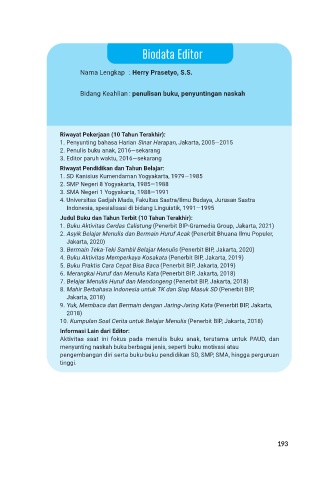 Biodata Editor
Nama Lengkap : Herry Prasetyo, S.S.
Bidang Keahlian : penulisan buku, penyuntingan naskah
Riwayat Pekerjaan (10 Tahun Terakhir):
1. Penyunting bahasa Harian Sinar Harapan, Jakarta, 2005—2015
2. Penulis buku anak, 2016—sekarang
3. Editor paruh waktu, 2016—sekarang
Riwayat Pendidikan dan Tahun Belajar:
1. SD Kanisius Kumendaman Yogyakarta, 1979—1985
2. SMP Negeri 8 Yogyakarta, 1985—1988
3. SMA Negeri 1 Yogyakarta, 1988—1991
4. Universitas Gadjah Mada, Fakultas Sastra/Ilmu Budaya, Jurusan Sastra
Indonesia, spesialisasi di bidang Linguistik, 1991—1995
Judul Buku dan Tahun Terbit (10 Tahun Terakhir):
1. Buku Aktivitas Cerdas Calistung (Penerbit BIP-Gramedia Group, Jakarta, 2021)
2. Asyik Belajar Menulis dan Bermain Huruf Acak (Penerbit Bhuana Ilmu Populer,
Jakarta, 2020)
3. Bermain Teka-Teki Sambil Belajar Menulis (Penerbit BIP, Jakarta, 2020)
4. Buku Aktivitas Memperkaya Kosakata (Penerbit BIP, Jakarta, 2019)
5. Buku Praktis Cara Cepat Bisa Baca (Penerbit BIP, Jakarta, 2019)
6. Merangkai Huruf dan Menulis Kata (Penerbit BIP, Jakarta, 2018)
7. Belajar Menulis Huruf dan Mendongeng (Penerbit BIP, Jakarta, 2018)
8. Mahir Berbahasa Indonesia untuk TK dan Siap Masuk SD (Penerbit BIP,
Jakarta, 2018)
9. Yuk, Membaca dan Bermain dengan Jaring-Jaring Kata (Penerbit BIP, Jakarta,
2018)
10. Kumpulan Soal Cerita untuk Belajar Menulis (Penerbit BIP, Jakarta, 2018)
Informasi Lain dari Editor:
Aktivitas saat ini fokus pada menulis buku anak, terutama untuk PAUD, dan
menyunting naskah buku berbagai jenis, seperti buku motivasi atau
pengembangan diri serta buku-buku pendidikan SD, SMP, SMA, hingga perguruan
tinggi.
193